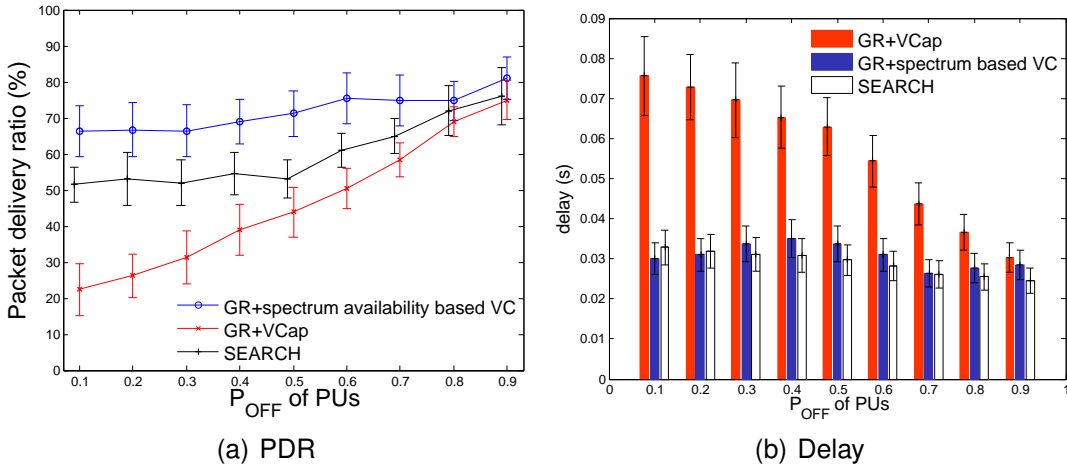 100
90
80
70
60
50
40
30
20
10
0
Packet delivery ratio (%)
GR+spectrum availability based VC
GR+VCap
SEARCH
0.1 0.2 0.3 0.4 0.5 0.6 0.7 0.8 0.9
P_OFF of PUs
(a) PDR
0.09
0.08
0.07
0.06
0.05
0.04
0.03
0.02
0.01
0
delay (s)
GR+VCap
GR+spectrum based VC
SEARCH
0 0.1 0.2 0.3 0.4 0.5 0.6 0.7 0.8 0.9 1
P_OFF of PUs
(b) Delay